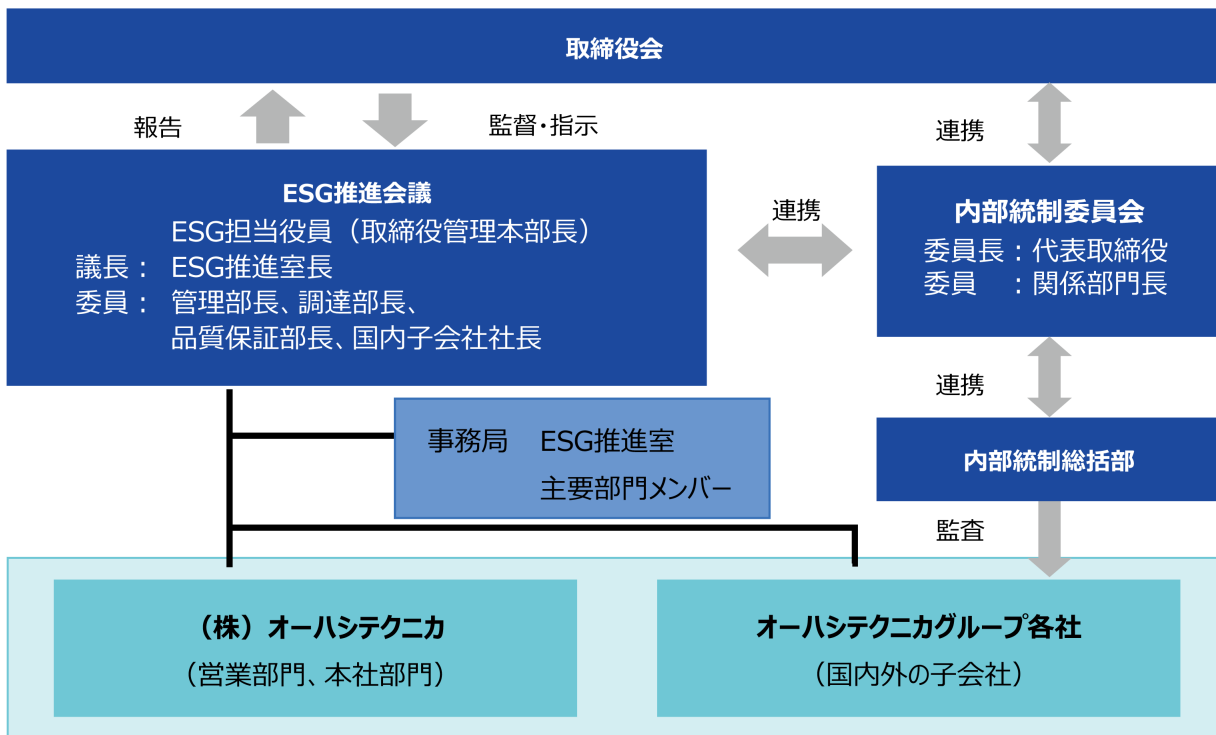 取締役会
報告
監督・指示
連携
ESG推進会議
ESG担当役員（取締役管理本部長）
議長： ESG推進室長
委員： 管理部長、調達部長、
品質保証部長、国内子会社社長
連携
内部統制委員会
委員長：代表取締役
委員　：関係部門長
連携
事務局　ESG推進室
主要部門メンバー
内部統制総括部
監査
（株）オーハシテクニカ
（営業部門、本社部門）
オーハシテクニカグループ各社
（国内外の子会社）